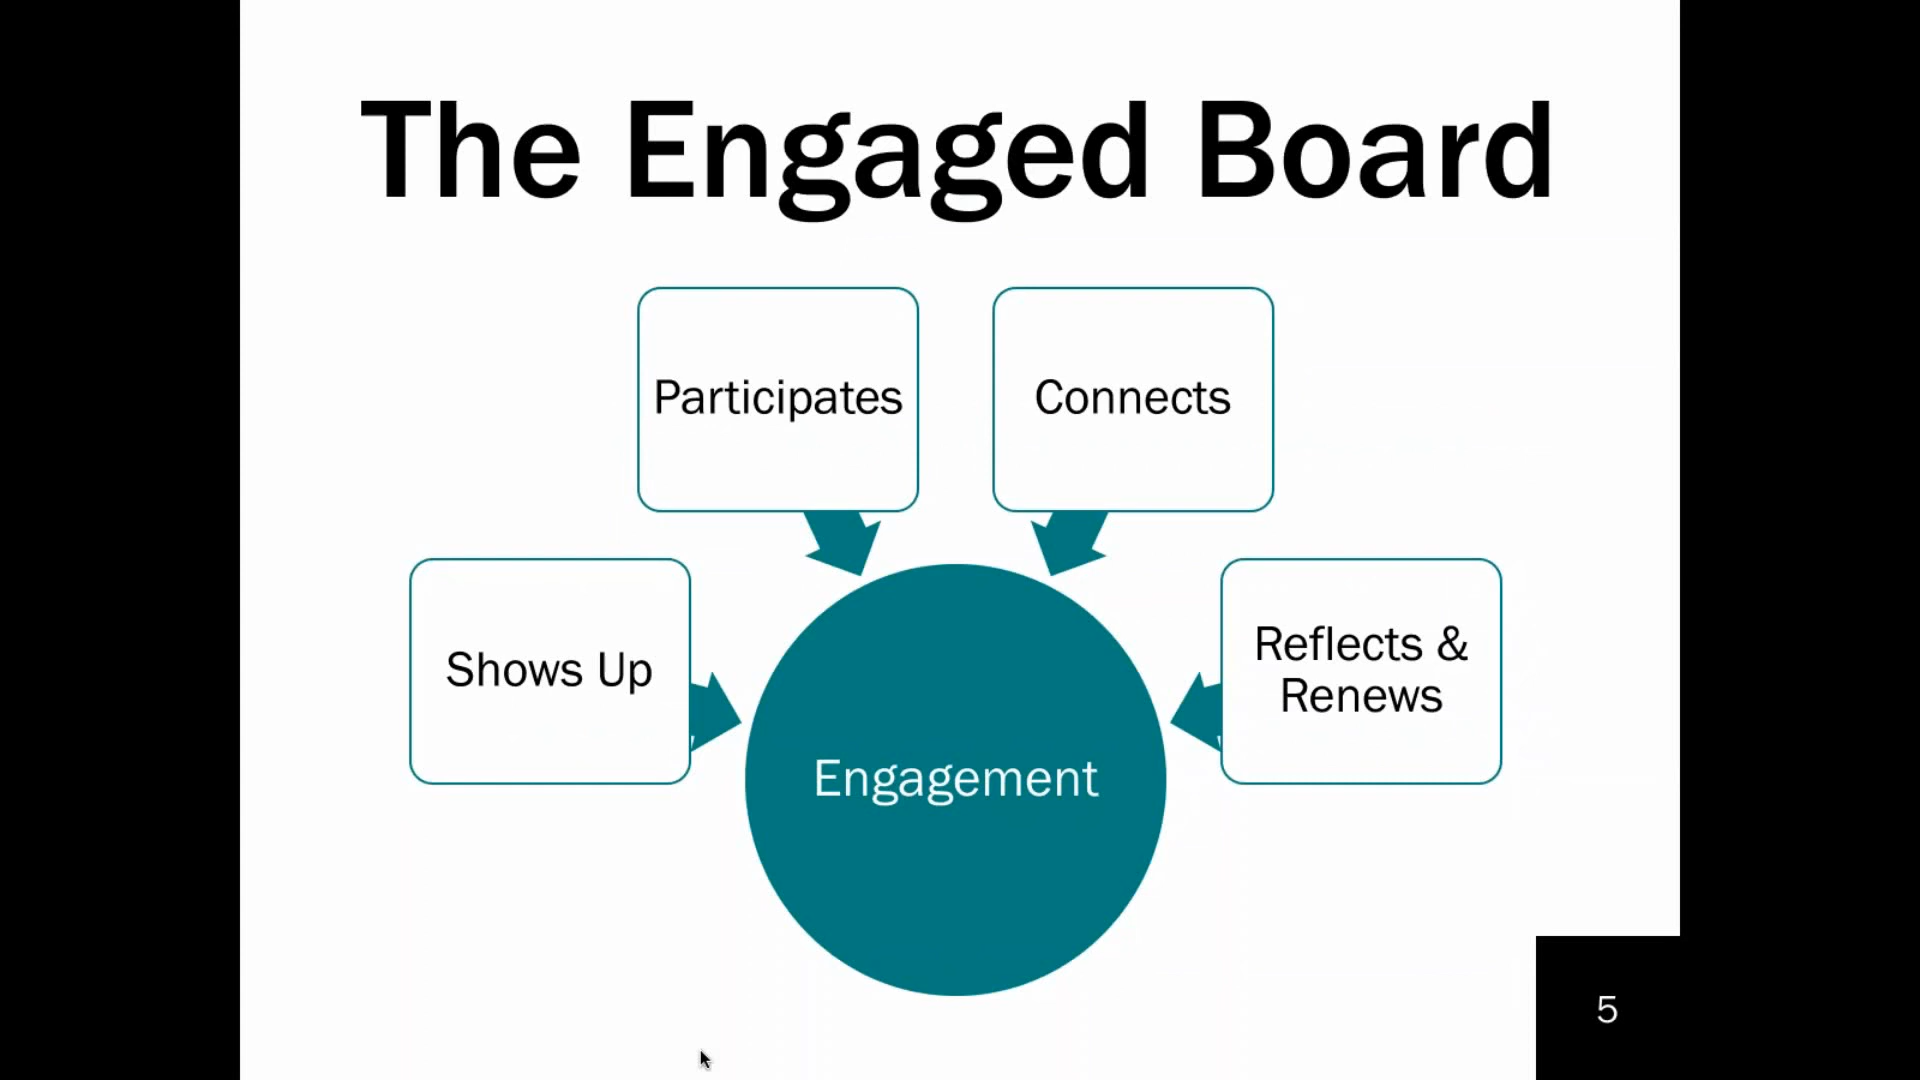 The Engaged Board
Participates
Connects
Shows Up
Reflects &
Renews
Engagement
5